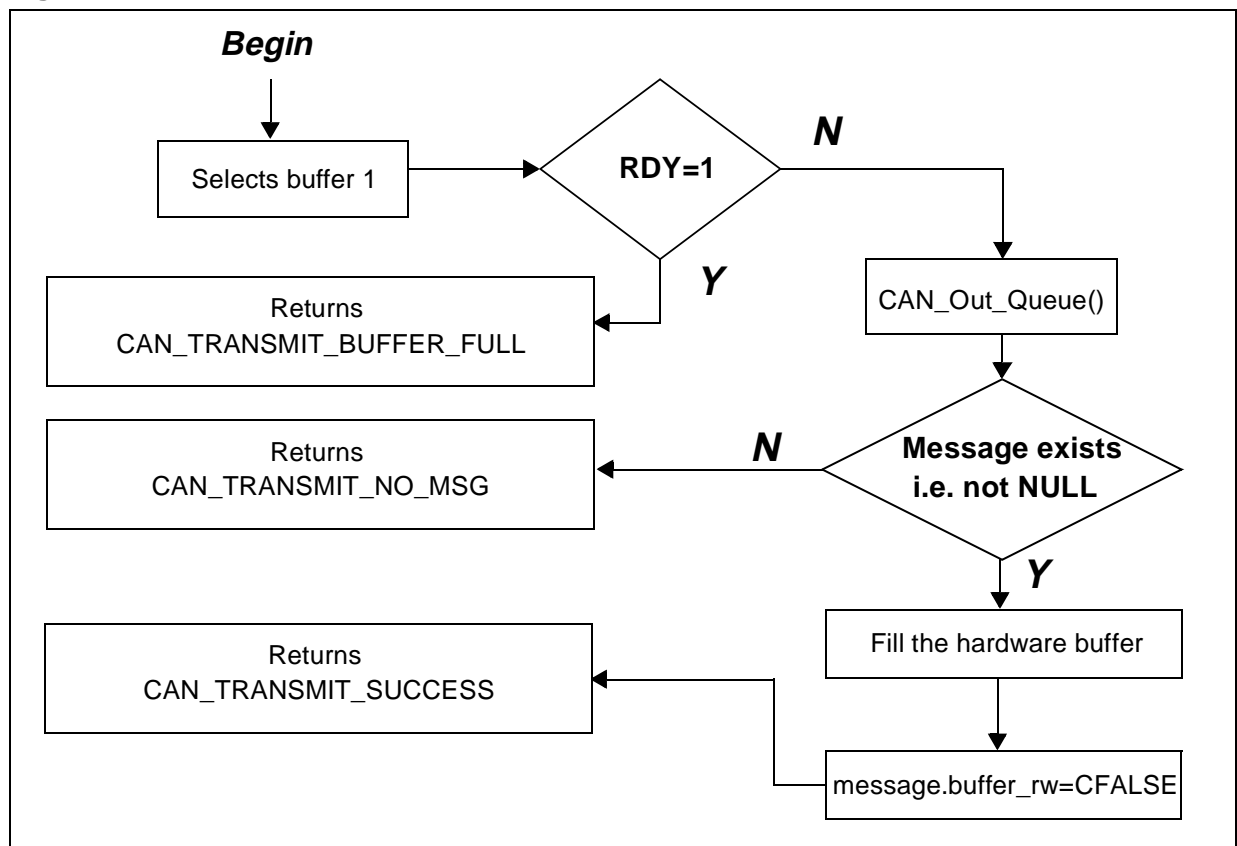 Begin
Selects buffer 1
RDY=1
N
Y
CAN_Out_Queue()
Returns
CAN_TRANSMIT_BUFFER_FULL
Message exists
i.e. not NULL
N
Returns
CAN_TRANSMIT_NO_MSG
Y
Fill the hardware buffer
message.buffer_rw=CFALSE
Returns
CAN_TRANSMIT_SUCCESS